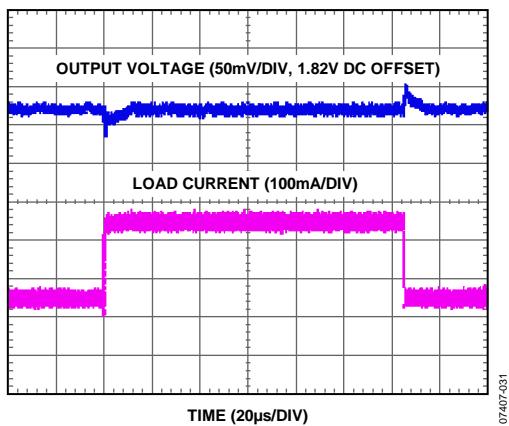 OUTPUT VOLTAGE (50mV/DIV, 1.82V DC OFFSET)
LOAD CURRENT (100mA/DIV)
TIME (20µs/DIV)
07407-031